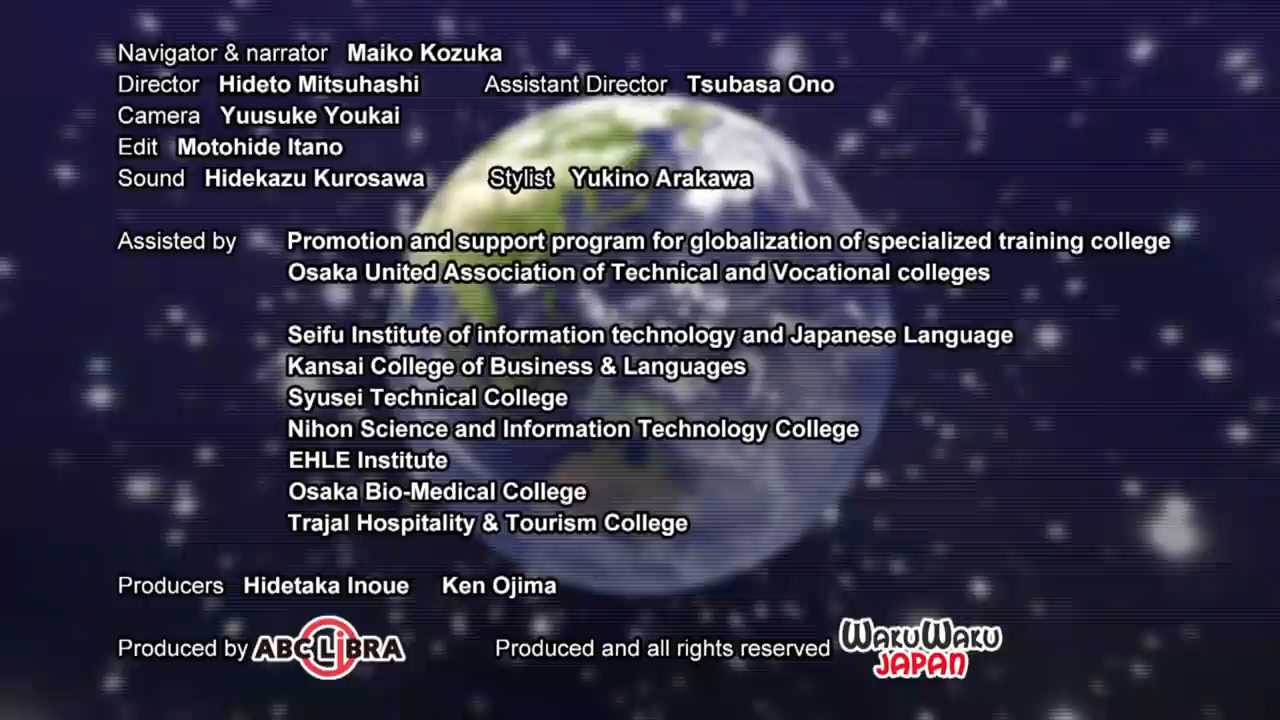 Navigator & narrator Maiko Kozuka
Director Hideto Mitsuhashi Assistant Director Tsubasa Ono
Camera Yuusuke Youkai
Edit Motohide Itano
Sound Hidekazu Kurosawa Stylist Yukino Arakawa
Assisted by Promotion and support program for globalization of specialized training college
Osaka United Association of Technical and Vocational colleges
Seifu Institute of information technology and Japanese Language
Kansai College of Business & Languages
Syusei Technical College
Nihon Science and Information Technology College
EHLE Institute
Osaka Bio-Medical College
Trajal Hospitality & Tourism College
Producers Hidetaka Inoue Ken Ojima
Produced by ABC LiBRA Produced and all rights reserved WAKUWAKU JAPAN